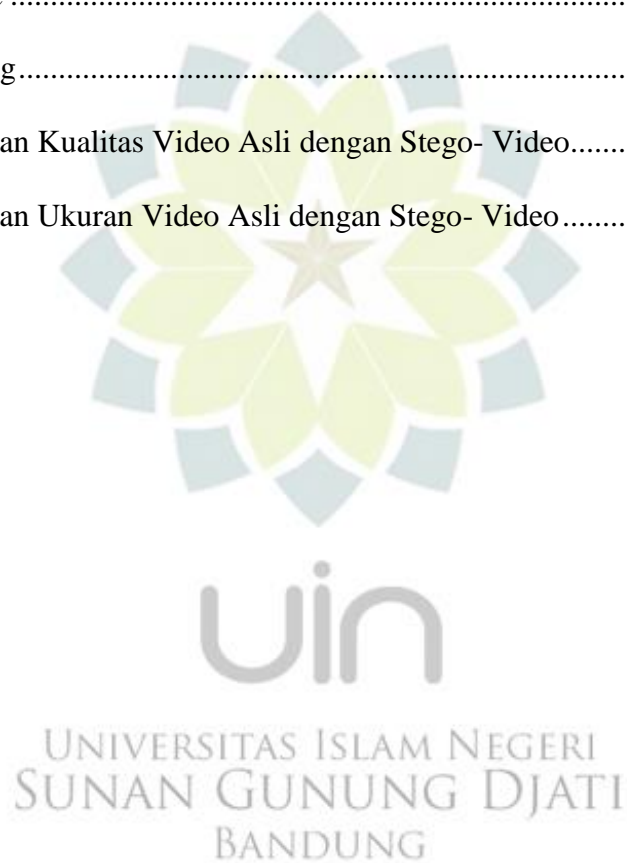 g.......................................................................
an Kualitas Video Asli dengan Stego- Video.......
an Ukuran Video Asli dengan Stego- Video........
uin
UNIVERSITAS ISLAM NEGERI
SUNAN GUNUNG DJATI
BANDUNG